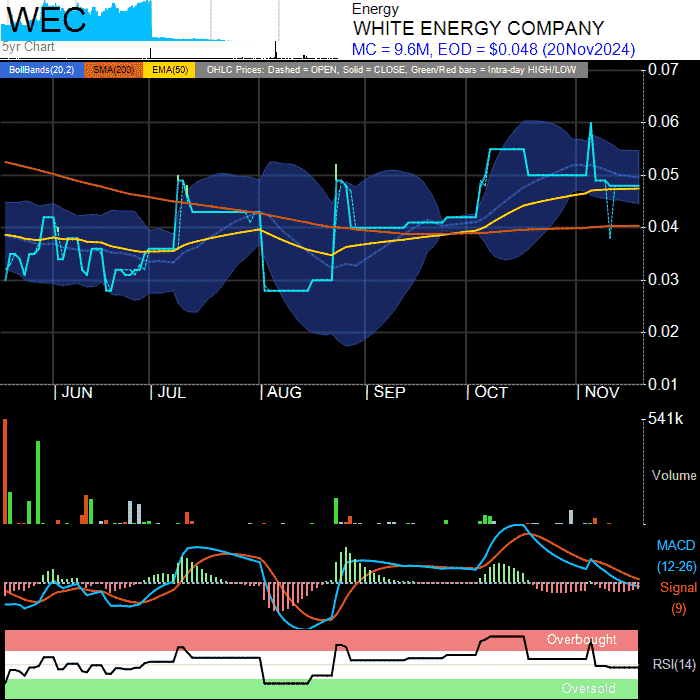 WEC
5yr Chart
Energy
WHITE ENERGY COMPANY
MC = 9.6M, EOD = $0.048 (20Nov2024)
BollBands(20,2) SMA(200) EMA(50) OHLC Prices: Dashed = OPEN, Solid = CLOSE, Green/Red bars = Intra-day HIGH/LOW
0.07
0.06
0.05
0.04
0.03
0.02
0.01
JUN JUL AUG SEP OCT NOV
541k
Volume
MACD
(12-26)
Signal
(9)
Overbought
RSI(14)
Oversold